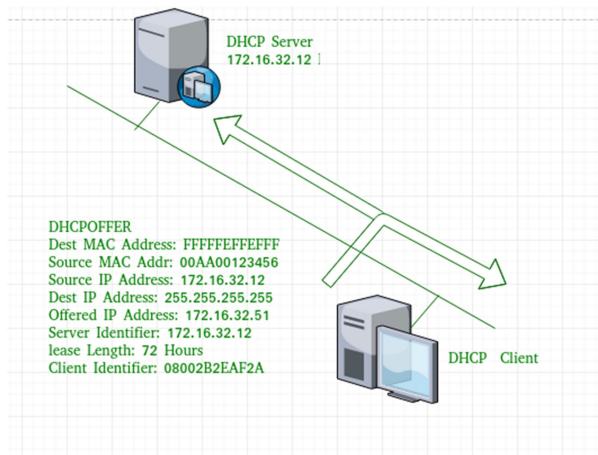 DHCP Server
172.16.32.12
DHCPOFFER
Dest MAC Address: FFFFFEFFEFFF
Source MAC Addr: 00AA00123456
Source IP Address: 172.16.32.12
Dest IP Address: 255.255.255.255
Offered IP Address: 172.16.32.51
Server Identifier: 172.16.32.12
lease Length: 72 Hours
Client Identifier: 08002B2EAF2A
DHCP Client